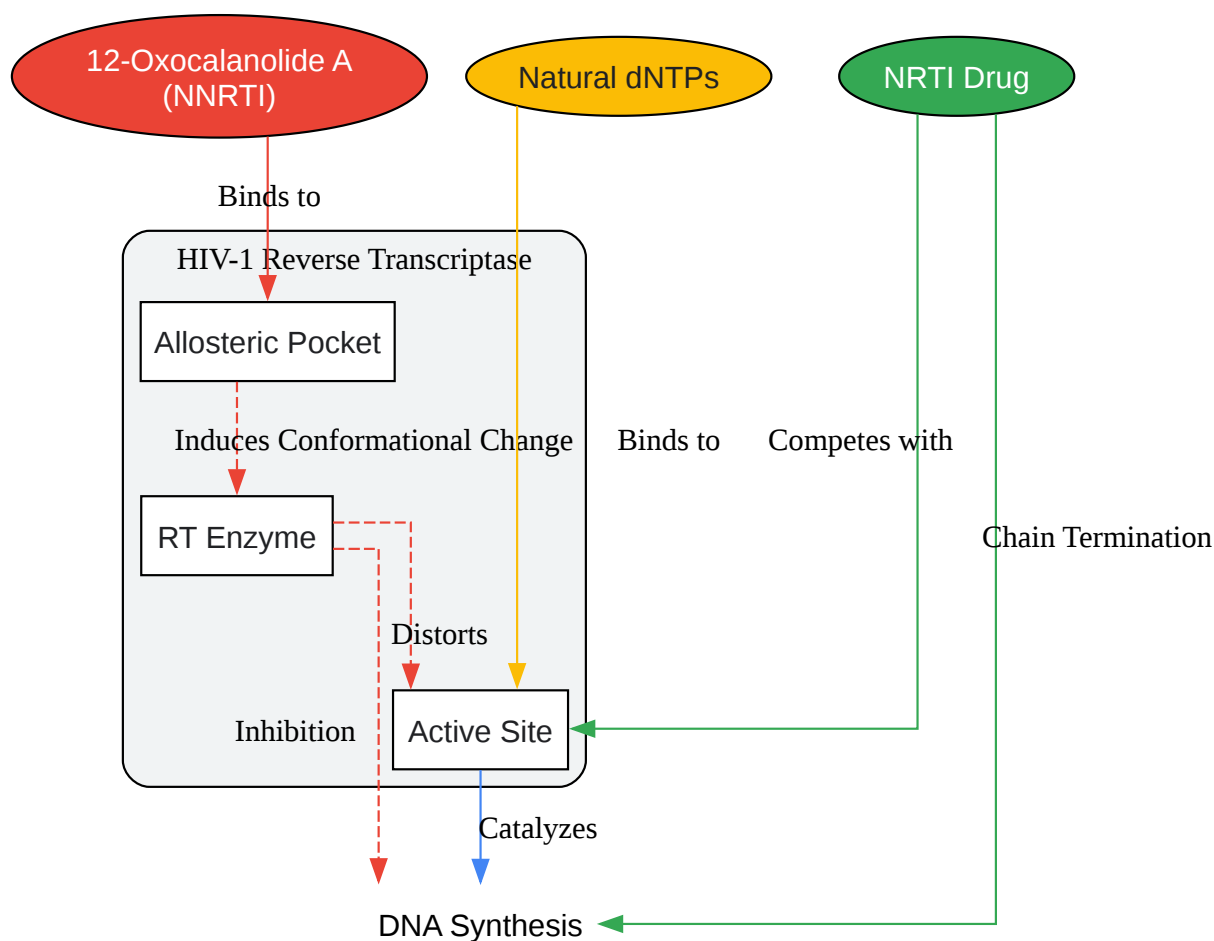 12-Oxocalanolide A
(NNRTI)
Natural dNTPs
NRTI Drug
Binds to
HIV-1 Reverse Transcriptase
Allosteric Pocket
Induces Conformational Change
Binds to
Competes with
RT Enzyme
Chain Termination
Distorts
Inhibition
Active Site
Catalyzes
DNA Synthesis